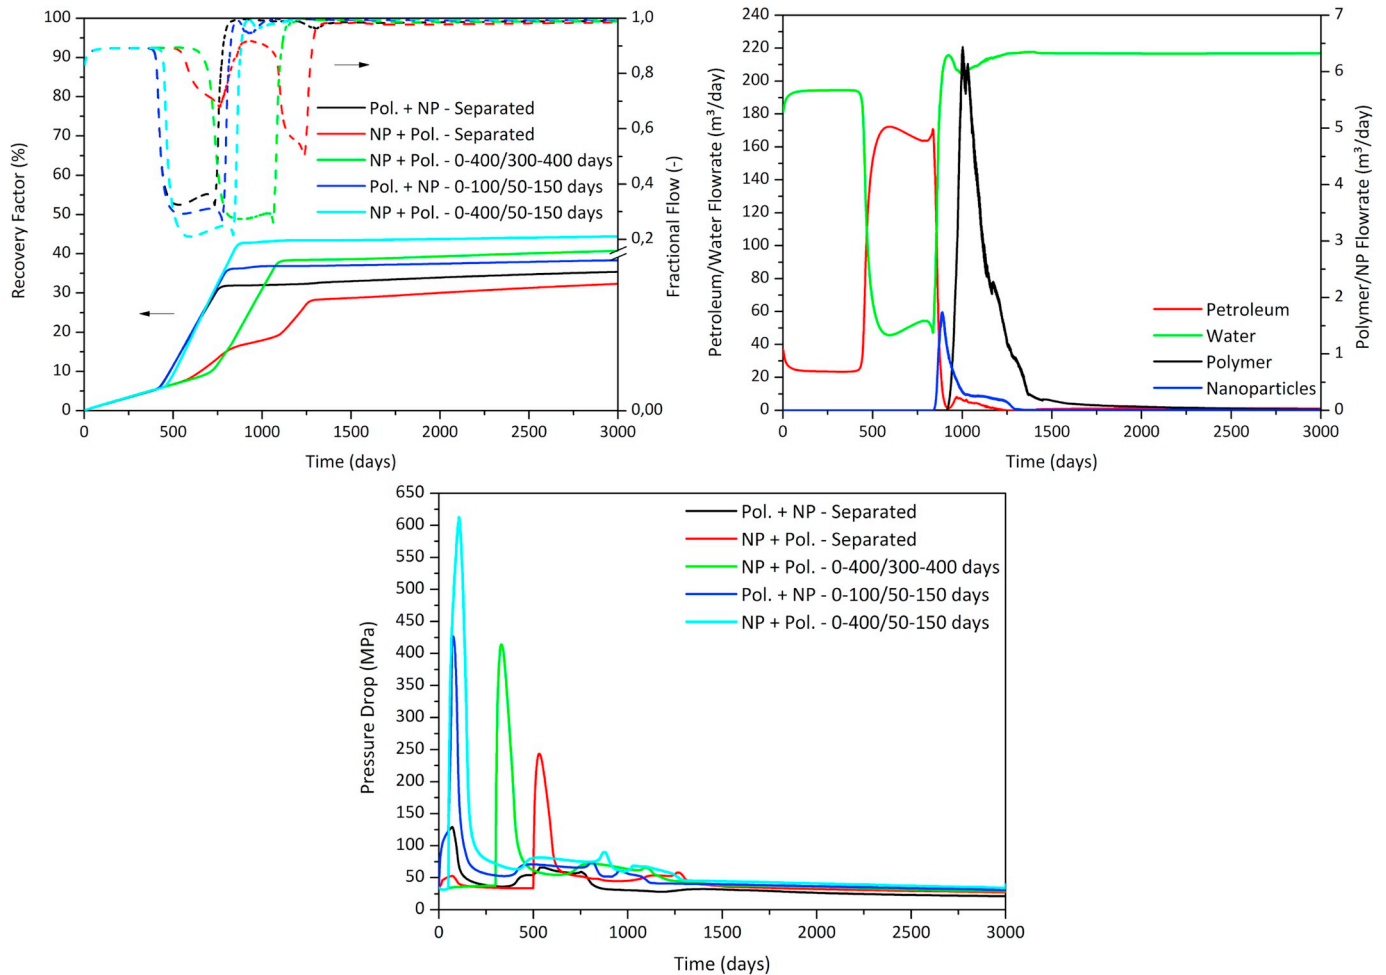 100
90
80
70
60
50
40
30
20
10
0
Recovery Factor (%)
1,0
0,8
0,6
0,4
0,2
0,00
Fractional Flow (-)
Pol. + NP - Separated
NP + Pol. - Separated
NP + Pol. - 0-400/300-400 days
Pol. + NP - 0-100/50-150 days
NP + Pol. - 0-400/50-150 days
0 500 1000 1500 2000 2500 3000
Time (days)
240
220
200
180
160
140
120
100
80
60
40
20
0
Petroleum/Water Flowrate (m³/day)
7
6
5
4
3
2
1
0
Polymer/NP Flowrate (m³/day)
Petroleum
Water
Polymer
Nanoparticles
0 500 1000 1500 2000 2500 3000
Time (days)
650
600
550
500
450
400
350
300
250
200
150
100
50
0
Pressure Drop (MPa)
Pol. + NP - Separated
NP + Pol. - Separated
NP + Pol. - 0-400/300-400 days
Pol. + NP - 0-100/50-150 days
NP + Pol. - 0-400/50-150 days
0 500 1000 1500 2000 2500 3000
Time (days)